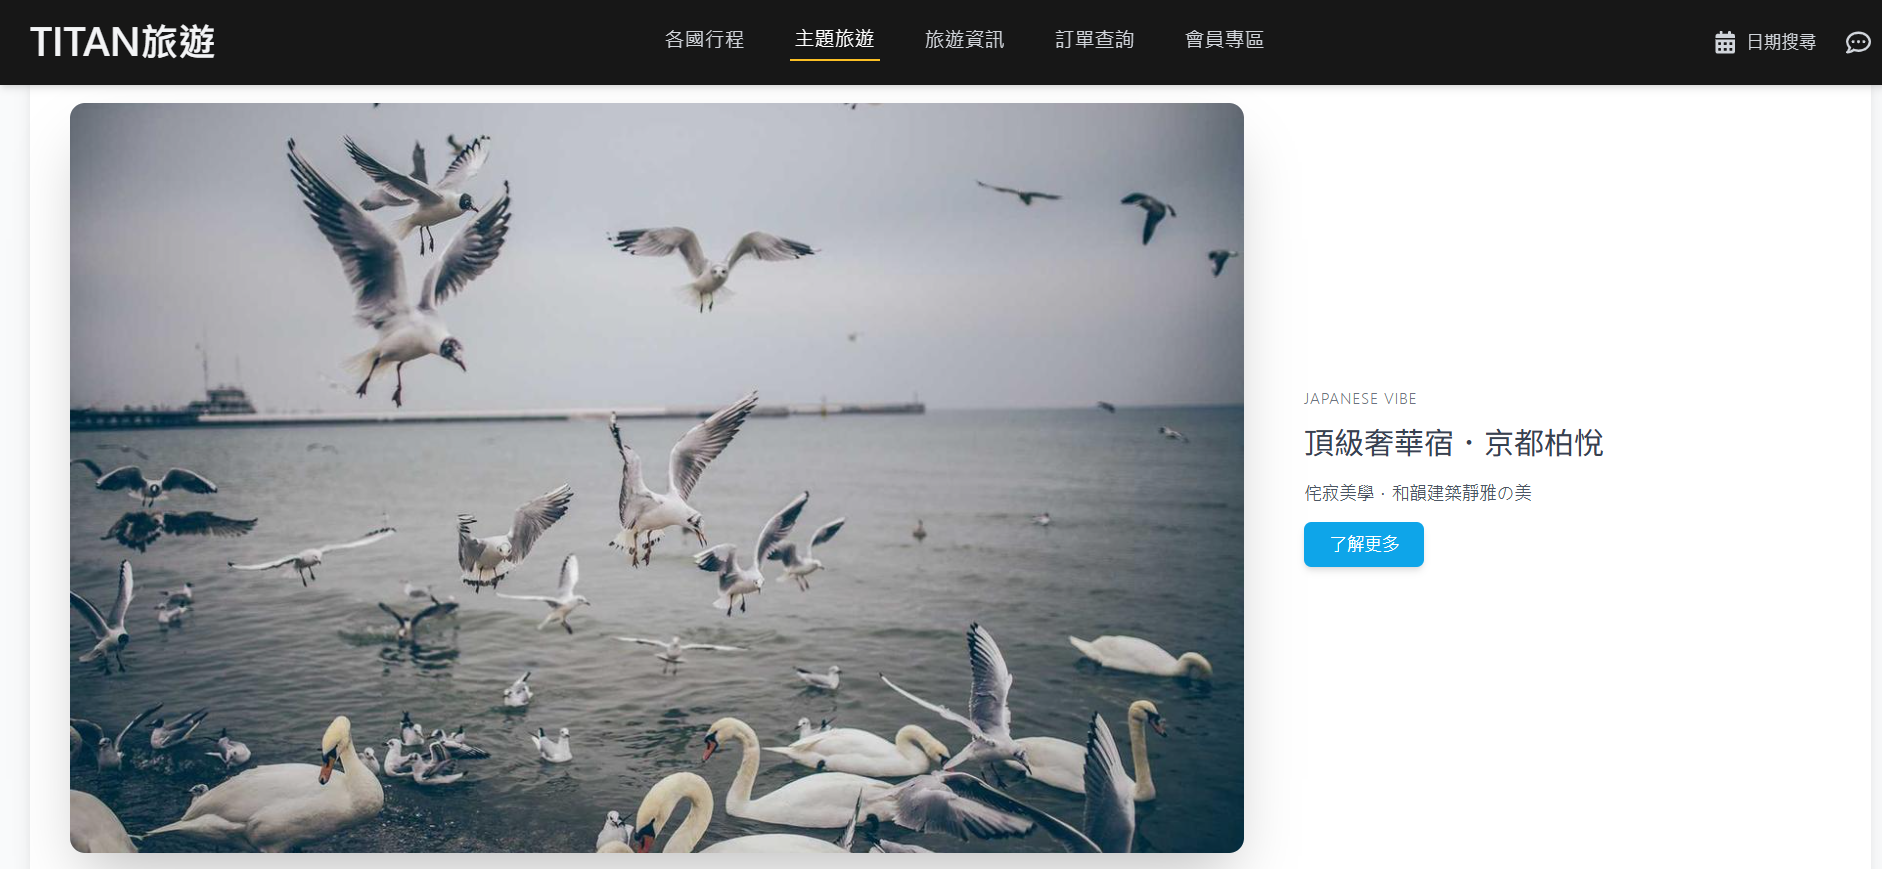 TITAN旅遊
各國行程 主題旅遊 旅遊資訊 訂單查詢 會員專區
日期搜尋
JAPANESE VIBE
頂級奢華宿・京都柏悅
侘寂美學・和韻建築靜雅の美
了解更多